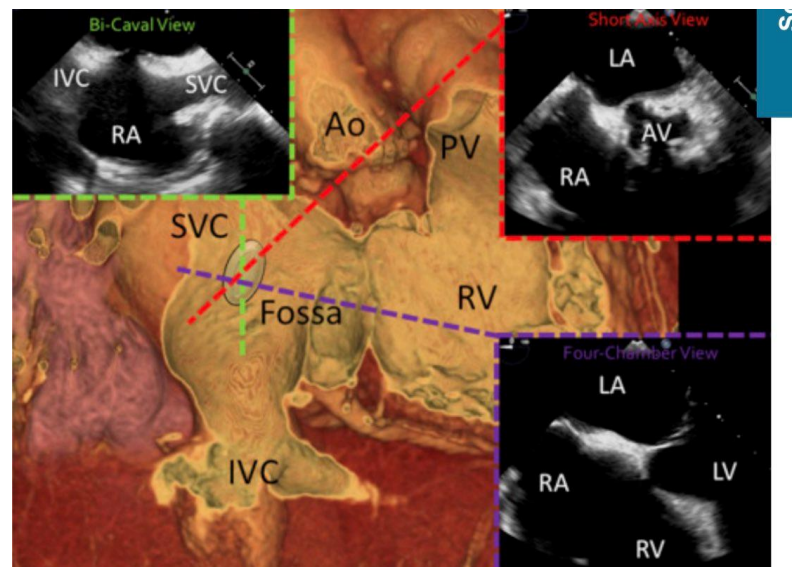 Bi-Caval View
IVC
SVC
RA
Short Axis View
LA
AV
RA
Ao
PV
SVC
Fossa
RV
IVC
Four-Chamber View
LA
RA
LV
RV